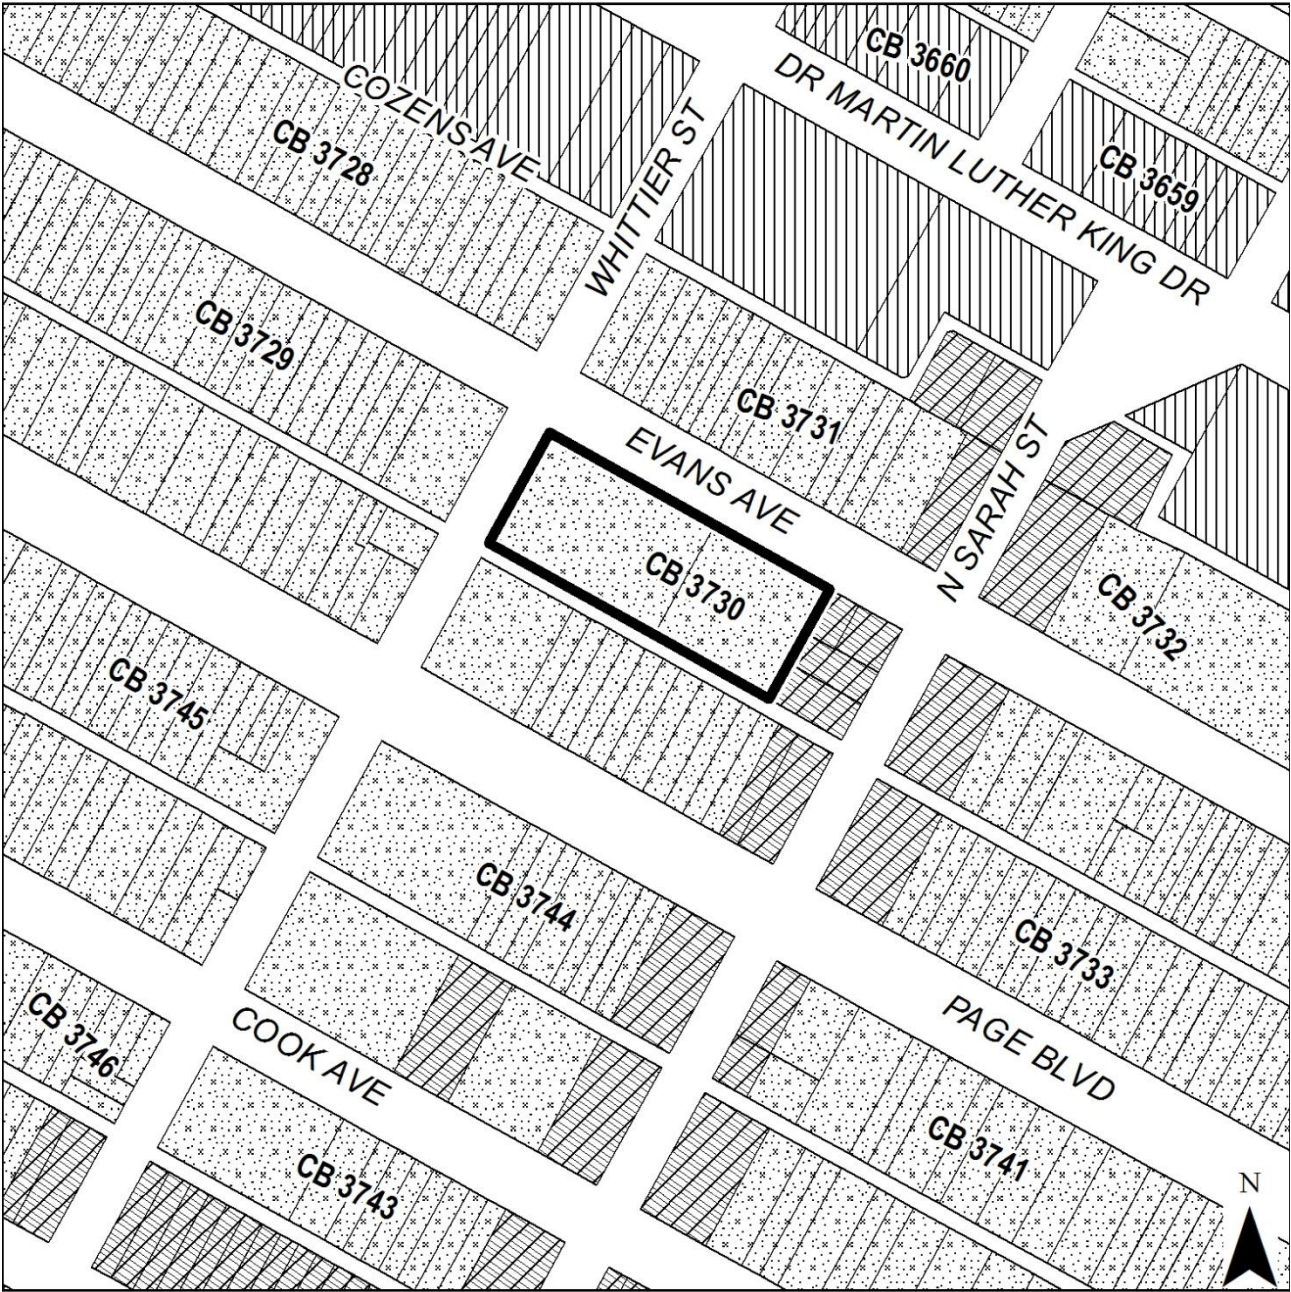 CB 3660
DR MARTIN LUTHER KING DR
COZENS AVE
CB 3728
WHITTIER ST
CB 3659
CB 3729
CB 3731
EVANS AVE
N SARAH ST
CB 3730
CB 3732
CB 3745
CB 3744
CB 3733
PAGE BLVD
CB 3746
COOK AVE
CB 3741
CB 3743
N